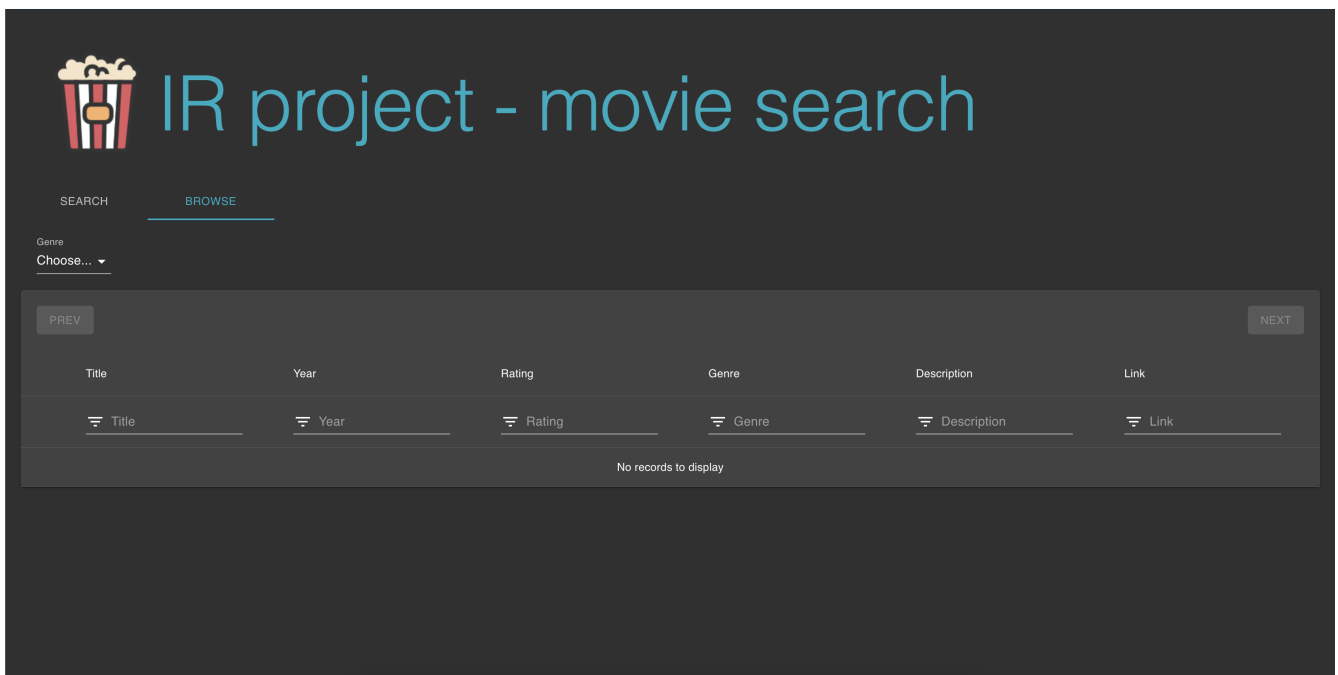 IR project - movie search
SEARCH BROWSE
Genre
Choose...
PREV NEXT
Title Year Rating Genre Description Link
Title Year Rating Genre Description Link
No records to display